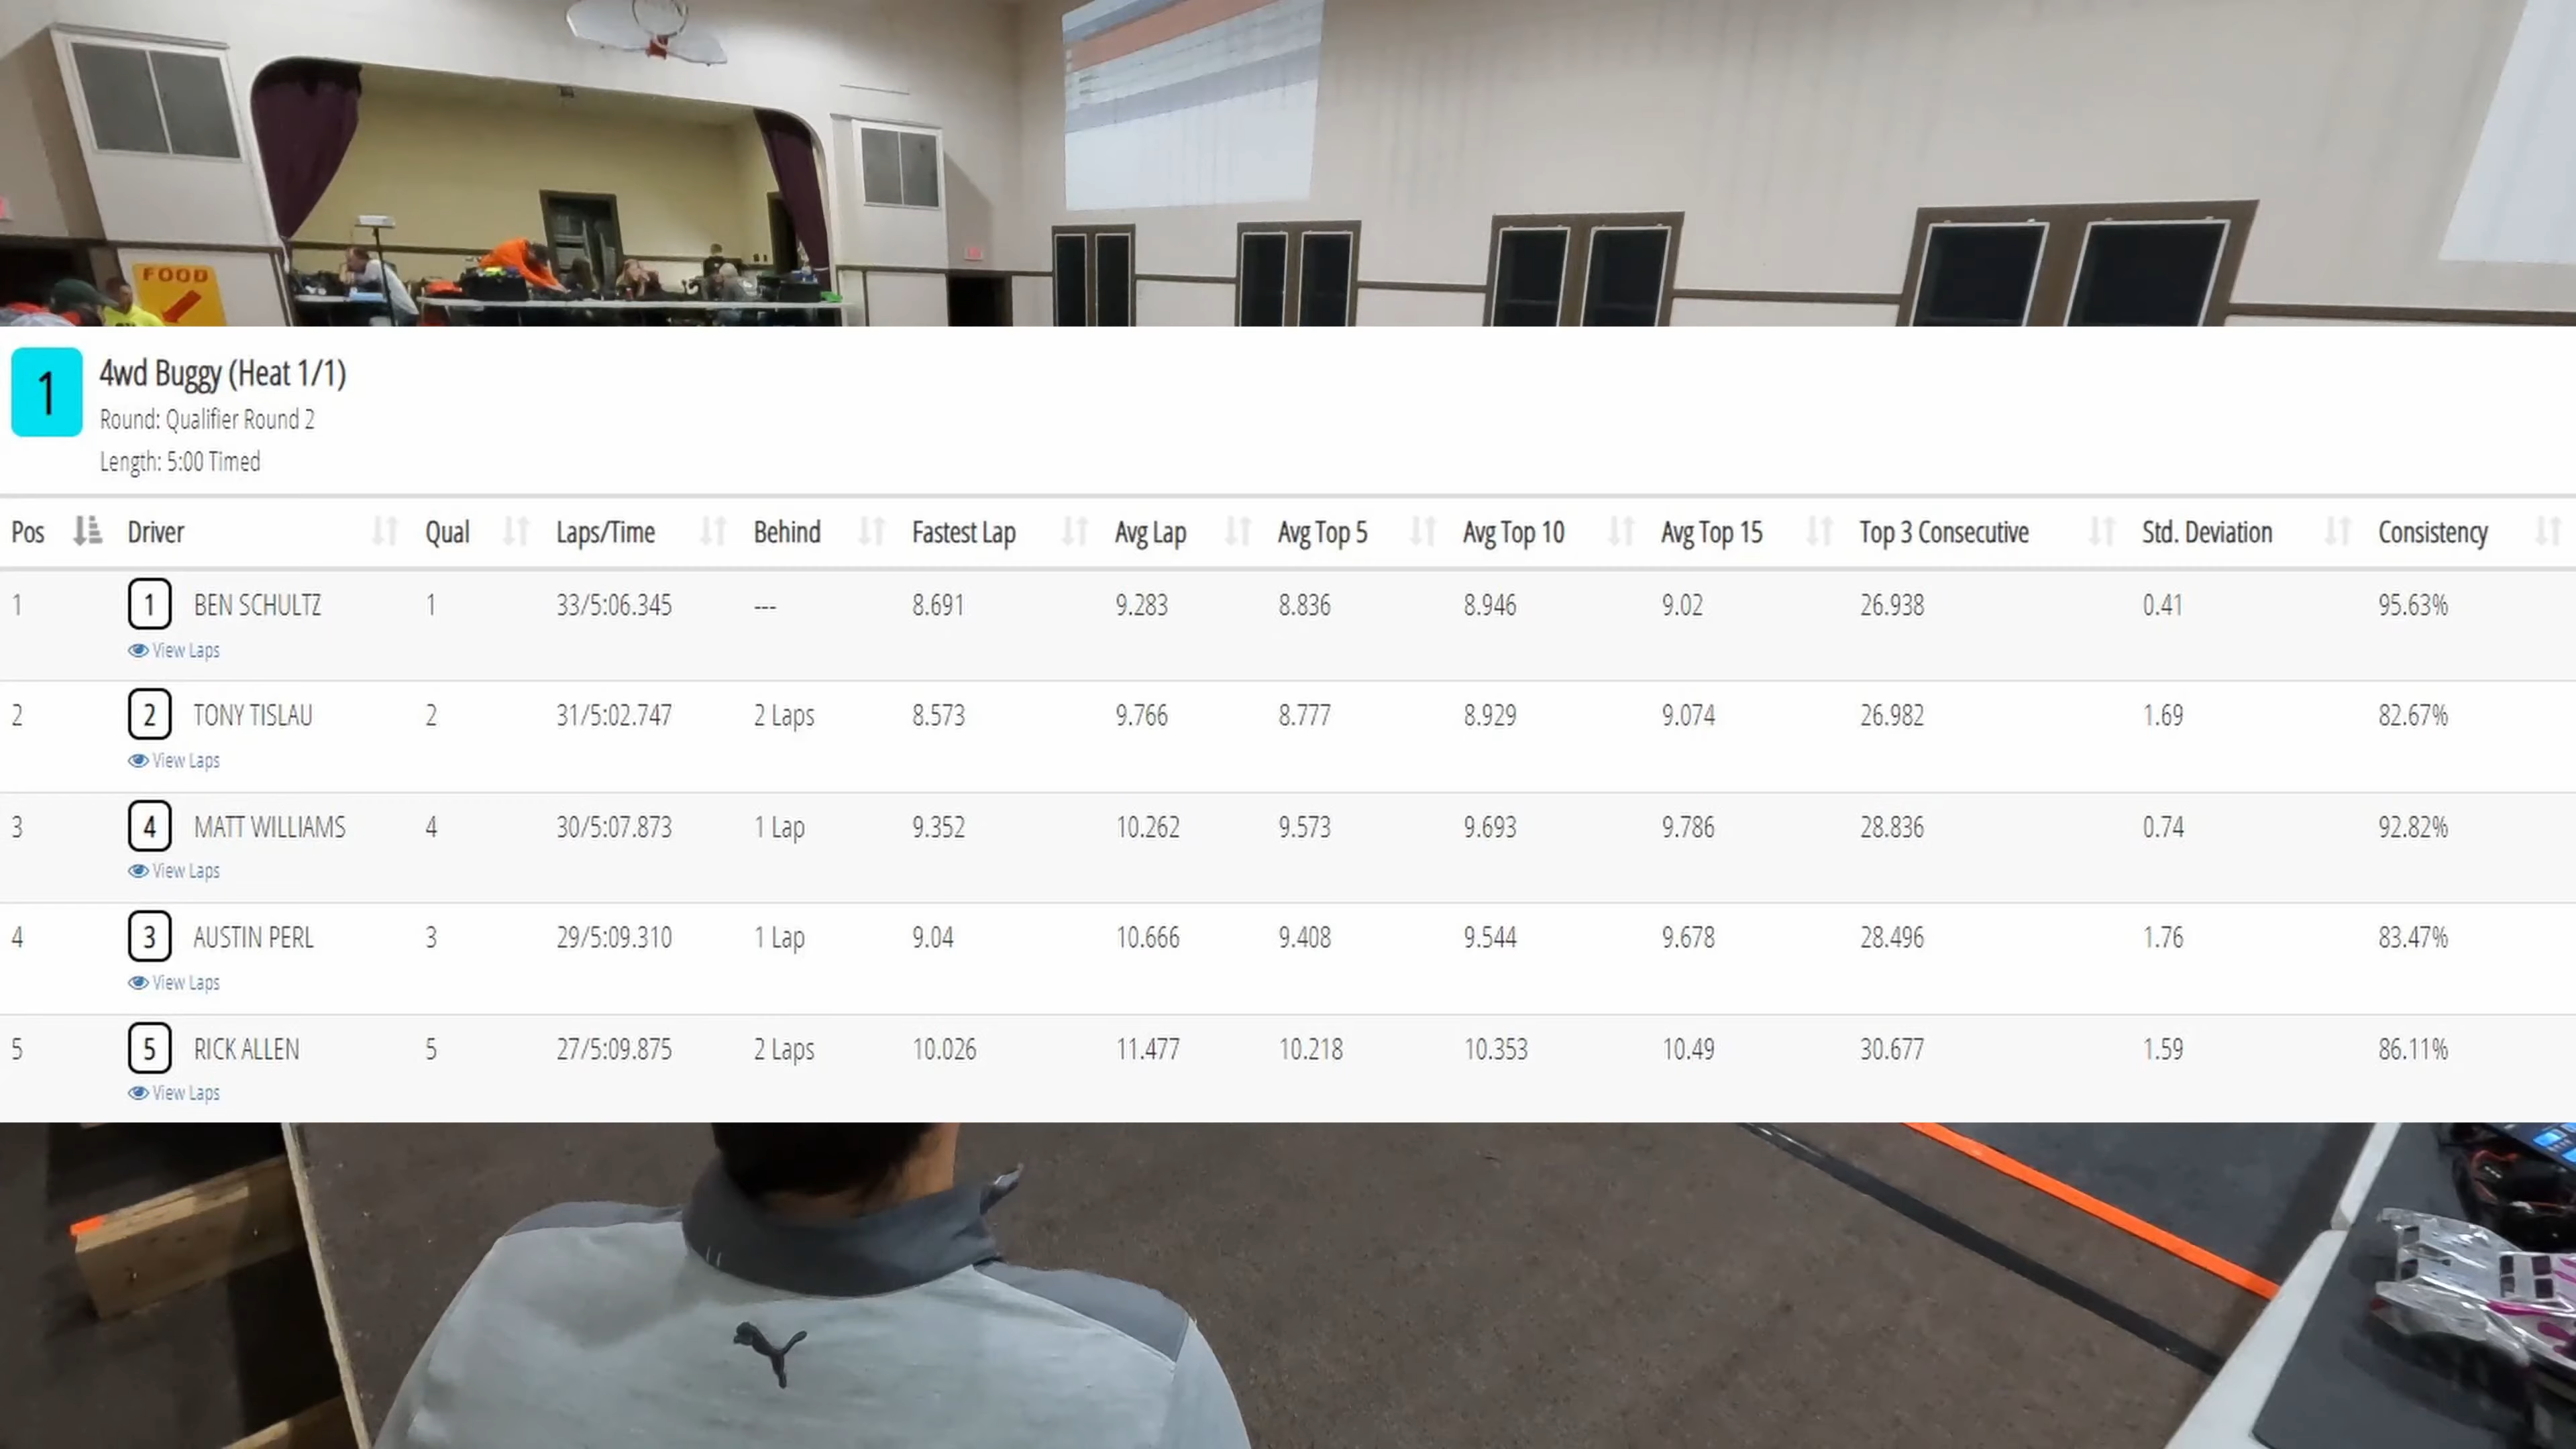 FOOD
1
4wd Buggy (Heat 1/1)
Round: Qualifier Round 2
Length: 5:00 Timed
Pos Driver Qual Laps/Time Behind Fastest Lap Avg Lap Avg Top 5 Avg Top 10 Avg Top 15 Top 3 Consecutive Std. Deviation Consistency
1 1 BEN SCHULTZ 1 33/5:06.345 --- 8.691 9.283 8.836 8.946 9.02 26.938 0.41 95.63%
View Laps
2 2 TONY TISLAU 2 31/5:02.747 2 Laps 8.573 9.766 8.777 8.929 9.074 26.982 1.69 82.67%
View Laps
3 4 MATT WILLIAMS 4 30/5:07.873 1 Lap 9.352 10.262 9.573 9.693 9.786 28.836 0.74 92.82%
View Laps
4 3 AUSTIN PERL 3 29/5:09.310 1 Lap 9.04 10.666 9.408 9.544 9.678 28.496 1.76 83.47%
View Laps
5 5 RICK ALLEN 5 27/5:09.875 2 Laps 10.026 11.477 10.218 10.353 10.49 30.677 1.59 86.11%
View Laps